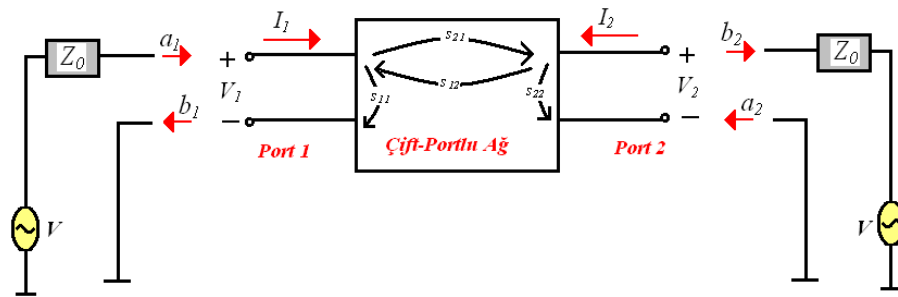 Z0
a1
I1
s21
I2
b2
Z0
+
V1
−
s11
s12
s22
+
V2
−
b1
a2
Port 1
Çift-Portlu Ağ
Port 2
V
V